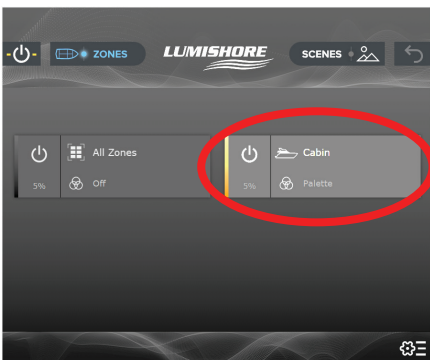 ZONES
LUMISHORE
SCENES
All Zones
5%
Off
Cabin
5%
Palette